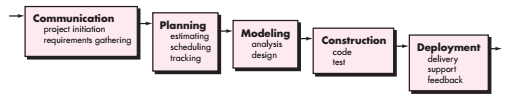 Communication
project initiation
requirements gathering
Planning
estimating
scheduling
tracking
Modeling
analysis
design
Construction
code
test
Deployment
delivery
support
feedback